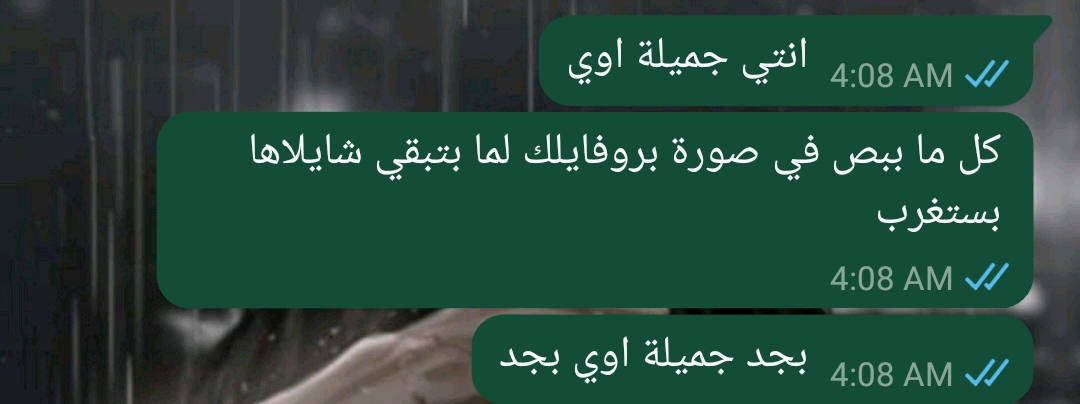 انتي جميلة اوي
4:08 AM
كل ما ببص في صورة بروفايلك لما بتبقي شايلاها
بستغرب
4:08 AM
بجد جميلة اوي بجد
4:08 AM